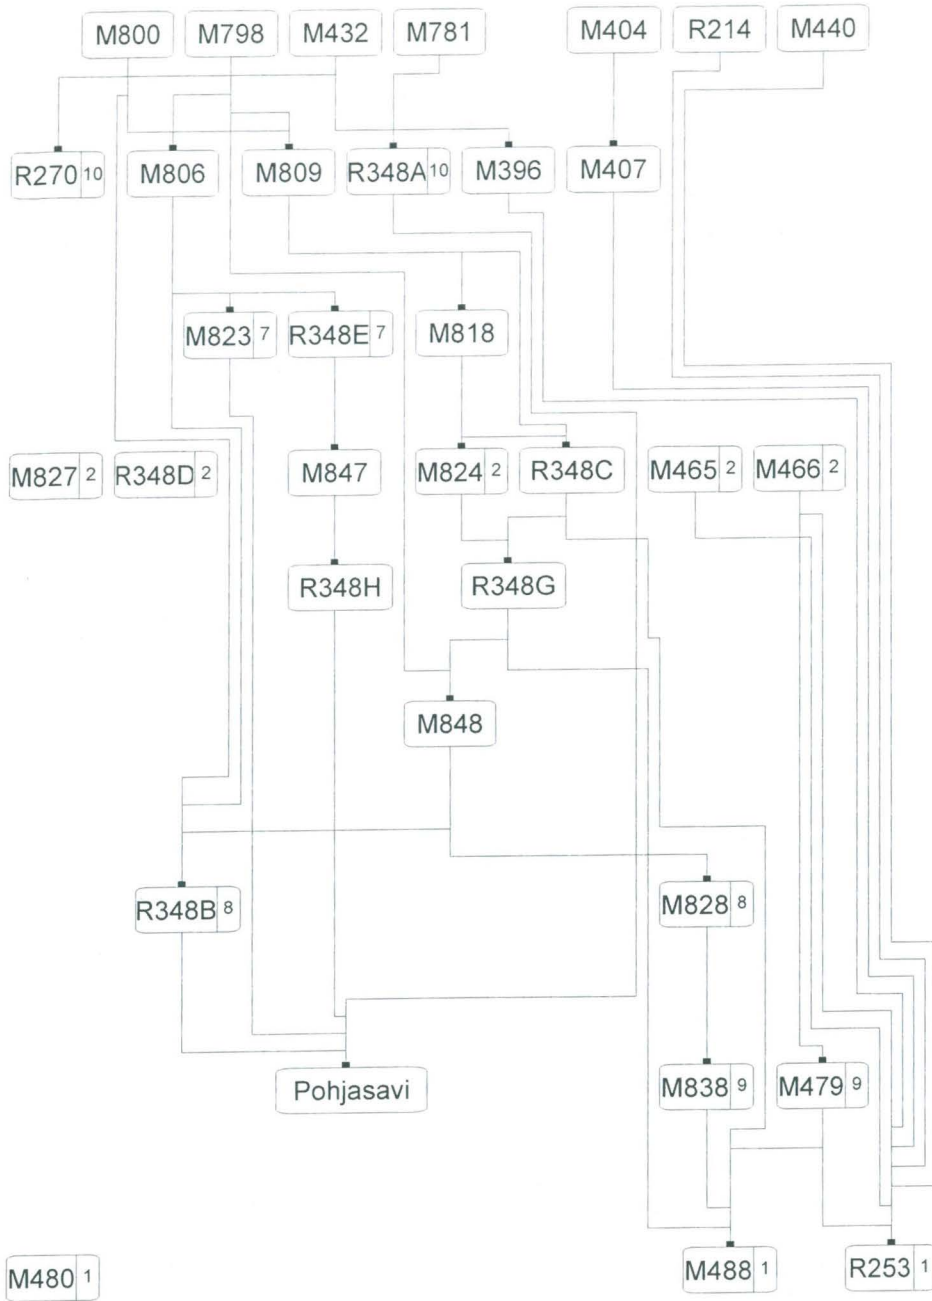 M800 M798 M432 M781 M404 R214 M440
R270 10 M806 M809 R348A 10 M396 M407
M823 7 R348E 7 M818
M827 2 R348D 2 M847 M824 2 R348C M465 2 M466 2
R348H R348G
M848
R348B 8 M828 8
Pohjasavi M838 9 M479 9
M480 1 M488 1 R253 1